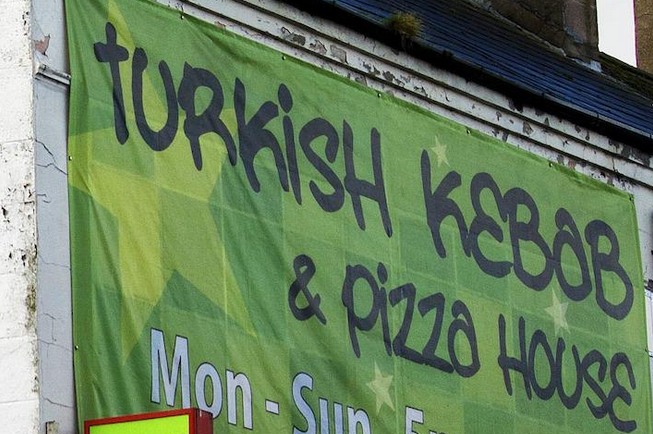 tURKiSH KEBaB
& PiZZa HOUSE
Mon - Sun